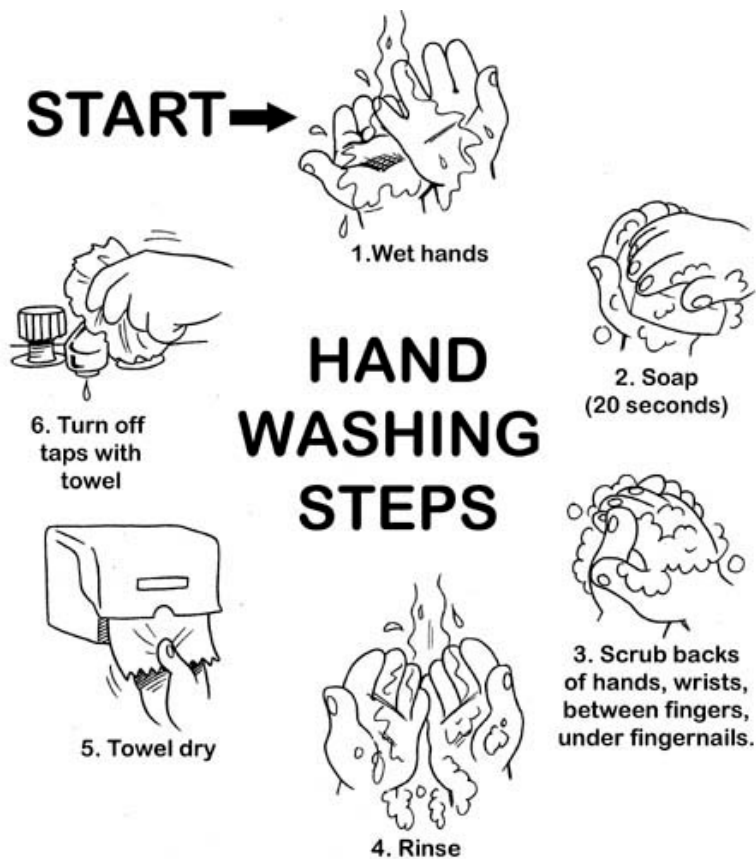 START
1.Wet hands
2. Soap
(20 seconds)
3. Scrub backs
of hands, wrists,
between fingers,
under fingernails.
4. Rinse
5. Towel dry
6. Turn off
taps with
towel
HAND
WASHING
STEPS